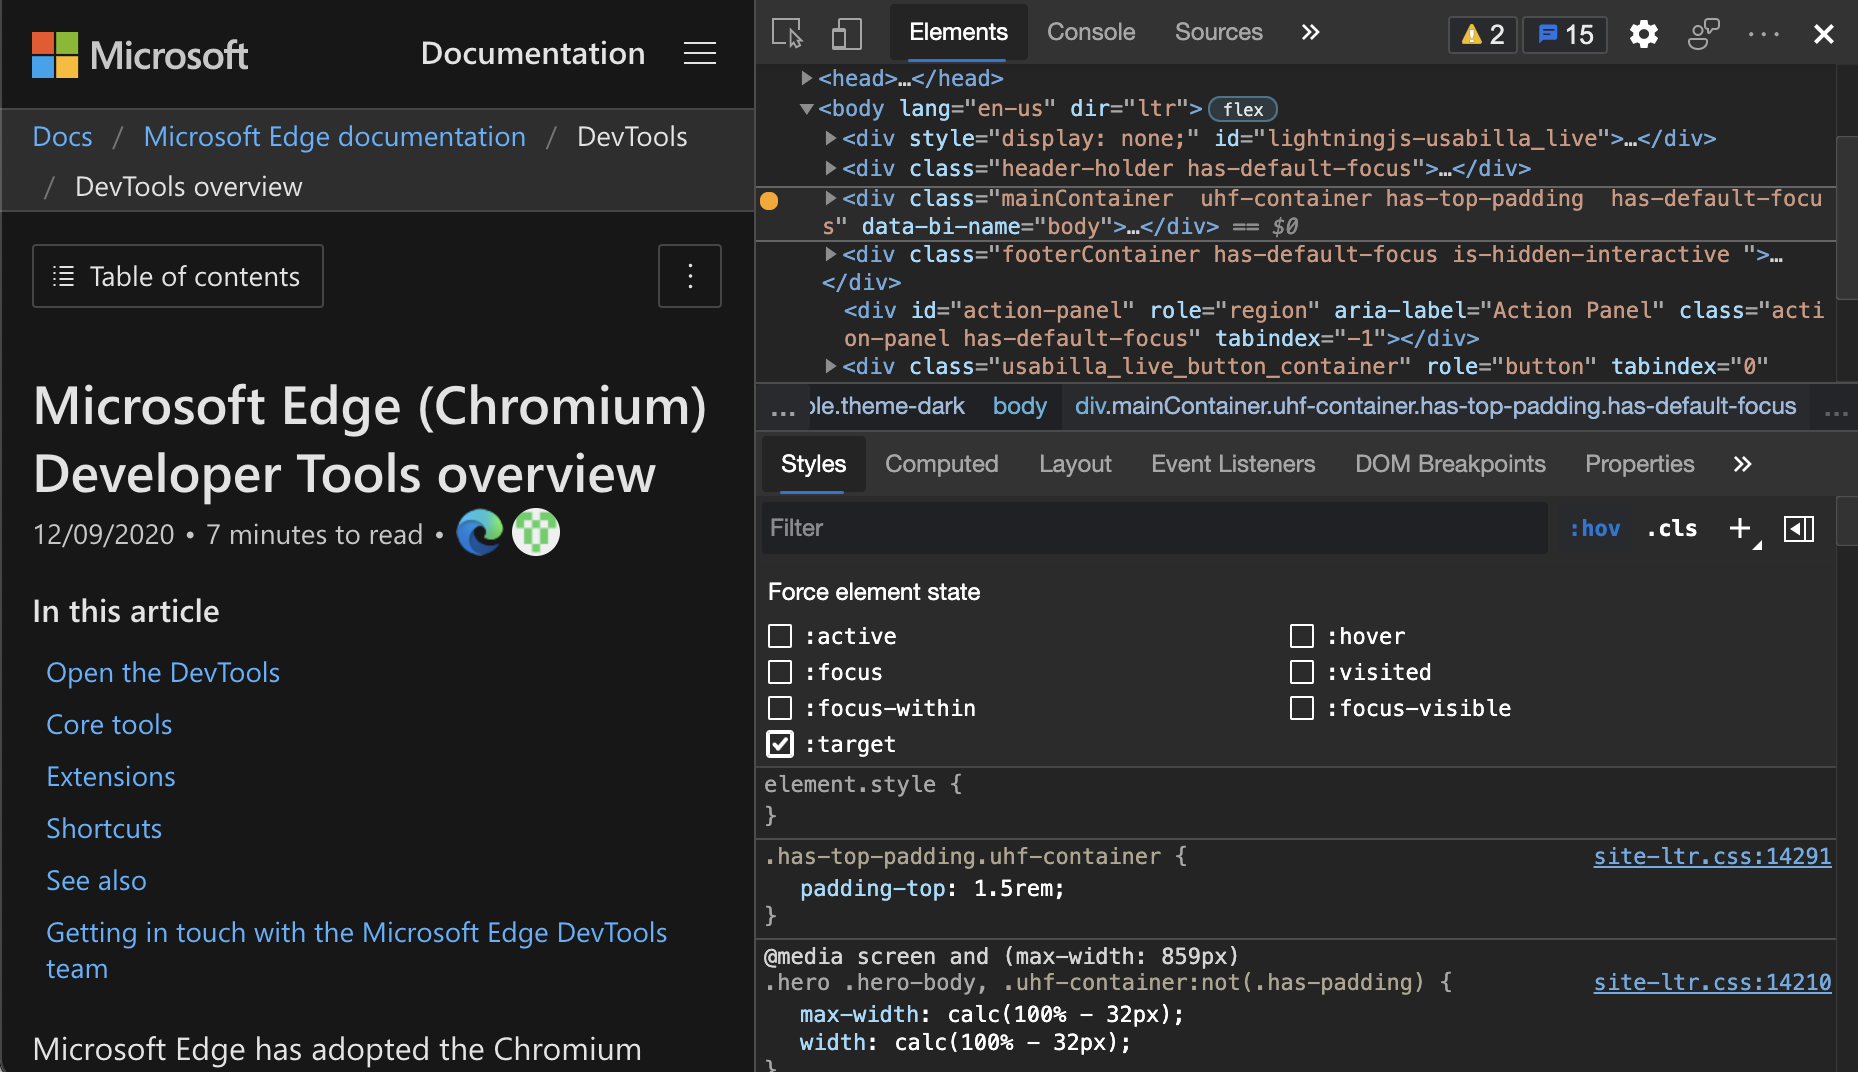 Microsoft
Documentation
Docs / Microsoft Edge documentation / DevTools
/ DevTools overview
Table of contents
Microsoft Edge (Chromium)
Developer Tools overview
12/09/2020 • 7 minutes to read •
In this article
Open the DevTools
Core tools
Extensions
Shortcuts
See also
Getting in touch with the Microsoft Edge DevTools
team
Microsoft Edge has adopted the Chromium
Elements Console Sources » 2 15
<head>…</head>
<body lang="en-us" dir="ltr"> flex
<div style="display: none;" id="lightningjs-usabilla_live">…</div>
<div class="header-holder has-default-focus">…</div>
<div class="mainContainer  uhf-container has-top-padding  has-default-focu
s" data-bi-name="body">…</div> == $0
<div class="footerContainer has-default-focus is-hidden-interactive ">…
</div>
<div id="action-panel" role="region" aria-label="Action Panel" class="acti
on-panel has-default-focus" tabindex="-1"></div>
<div class="usabilla_live_button_container" role="button" tabindex="0"
... ple.theme-dark body div.mainContainer.uhf-container.has-top-padding.has-default-focus ...
Styles Computed Layout Event Listeners DOM Breakpoints Properties »
Filter :hov .cls +
Force element state
:active :hover
:focus :visited
:focus-within :focus-visible
:target
element.style {
}
.has-top-padding.uhf-container { site-ltr.css:14291
padding-top: 1.5rem;
}
@media screen and (max-width: 859px)
.hero .hero-body, .uhf-container:not(.has-padding) { site-ltr.css:14210
max-width: calc(100% - 32px);
width: calc(100% - 32px);
}